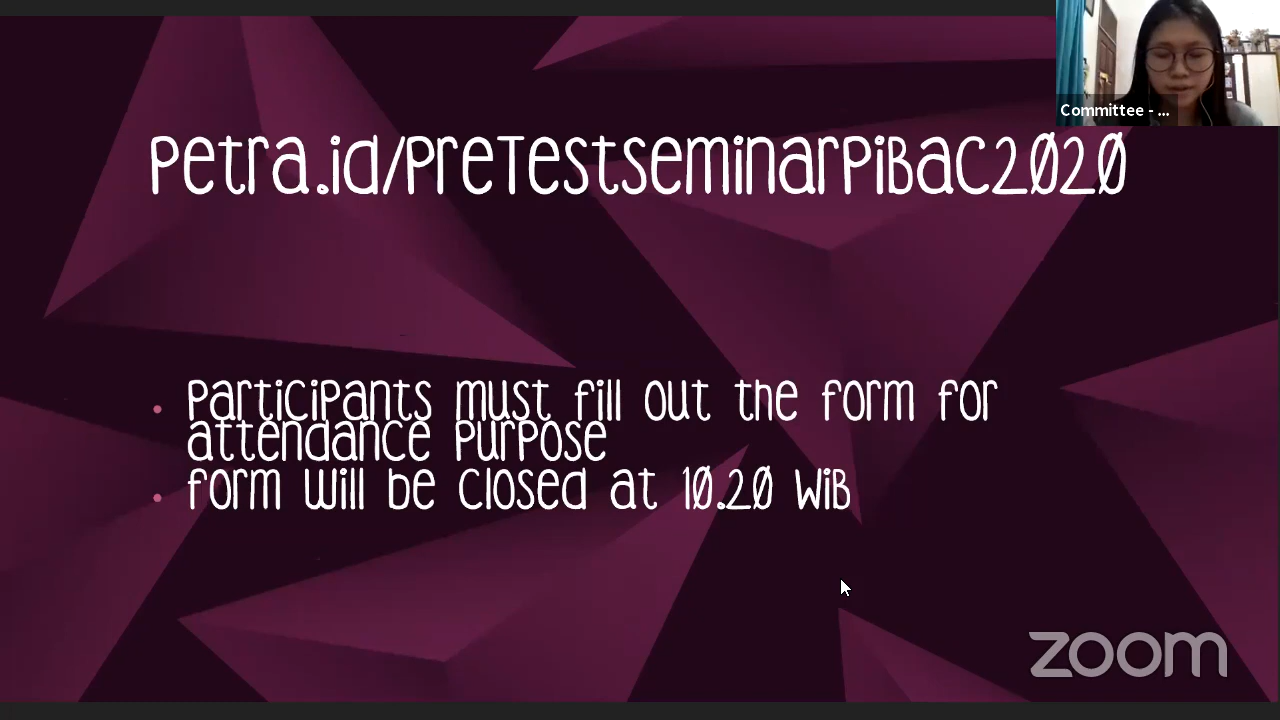 Committee - ...
Petra.id/PreTestseminarPiBaC2020
• Participants must fill out the form for
attendance Purpose
• form will be closed at 10.20 WiB
zoom